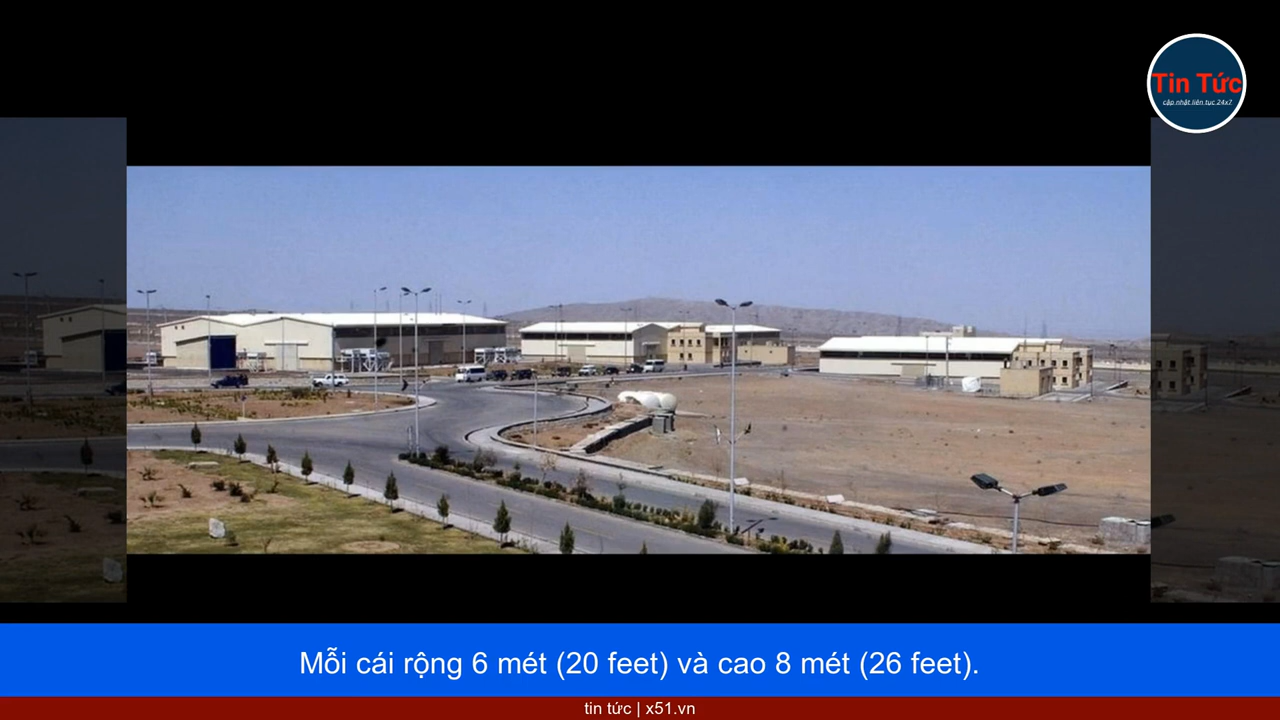 Tin Tức
cập.nhật.liên.tục.24x7
Mỗi cái rộng 6 mét (20 feet) và cao 8 mét (26 feet).
tin tức | x51.vn